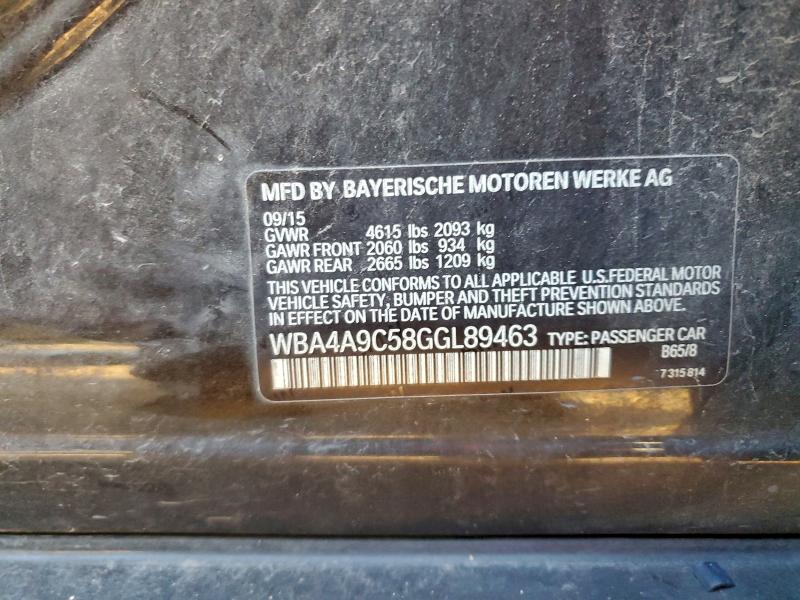 MFD BY BAYERISCHE MOTOREN WERKE AG
09/15
GVWR 4615 lbs 2093 kg
GAWR FRONT 2060 lbs 934 kg
GAWR REAR 2665 lbs 1209 kg
THIS VEHICLE CONFORMS TO ALL APPLICABLE U.S.FEDERAL MOTOR
VEHICLE SAFETY, BUMPER AND THEFT PREVENTION STANDARDS
IN EFFECT ON THE DATE OF MANUFACTURE SHOWN ABOVE.
WBA4A9C58GGL89463 TYPE: PASSENGER CAR
B65/8
7 315 814